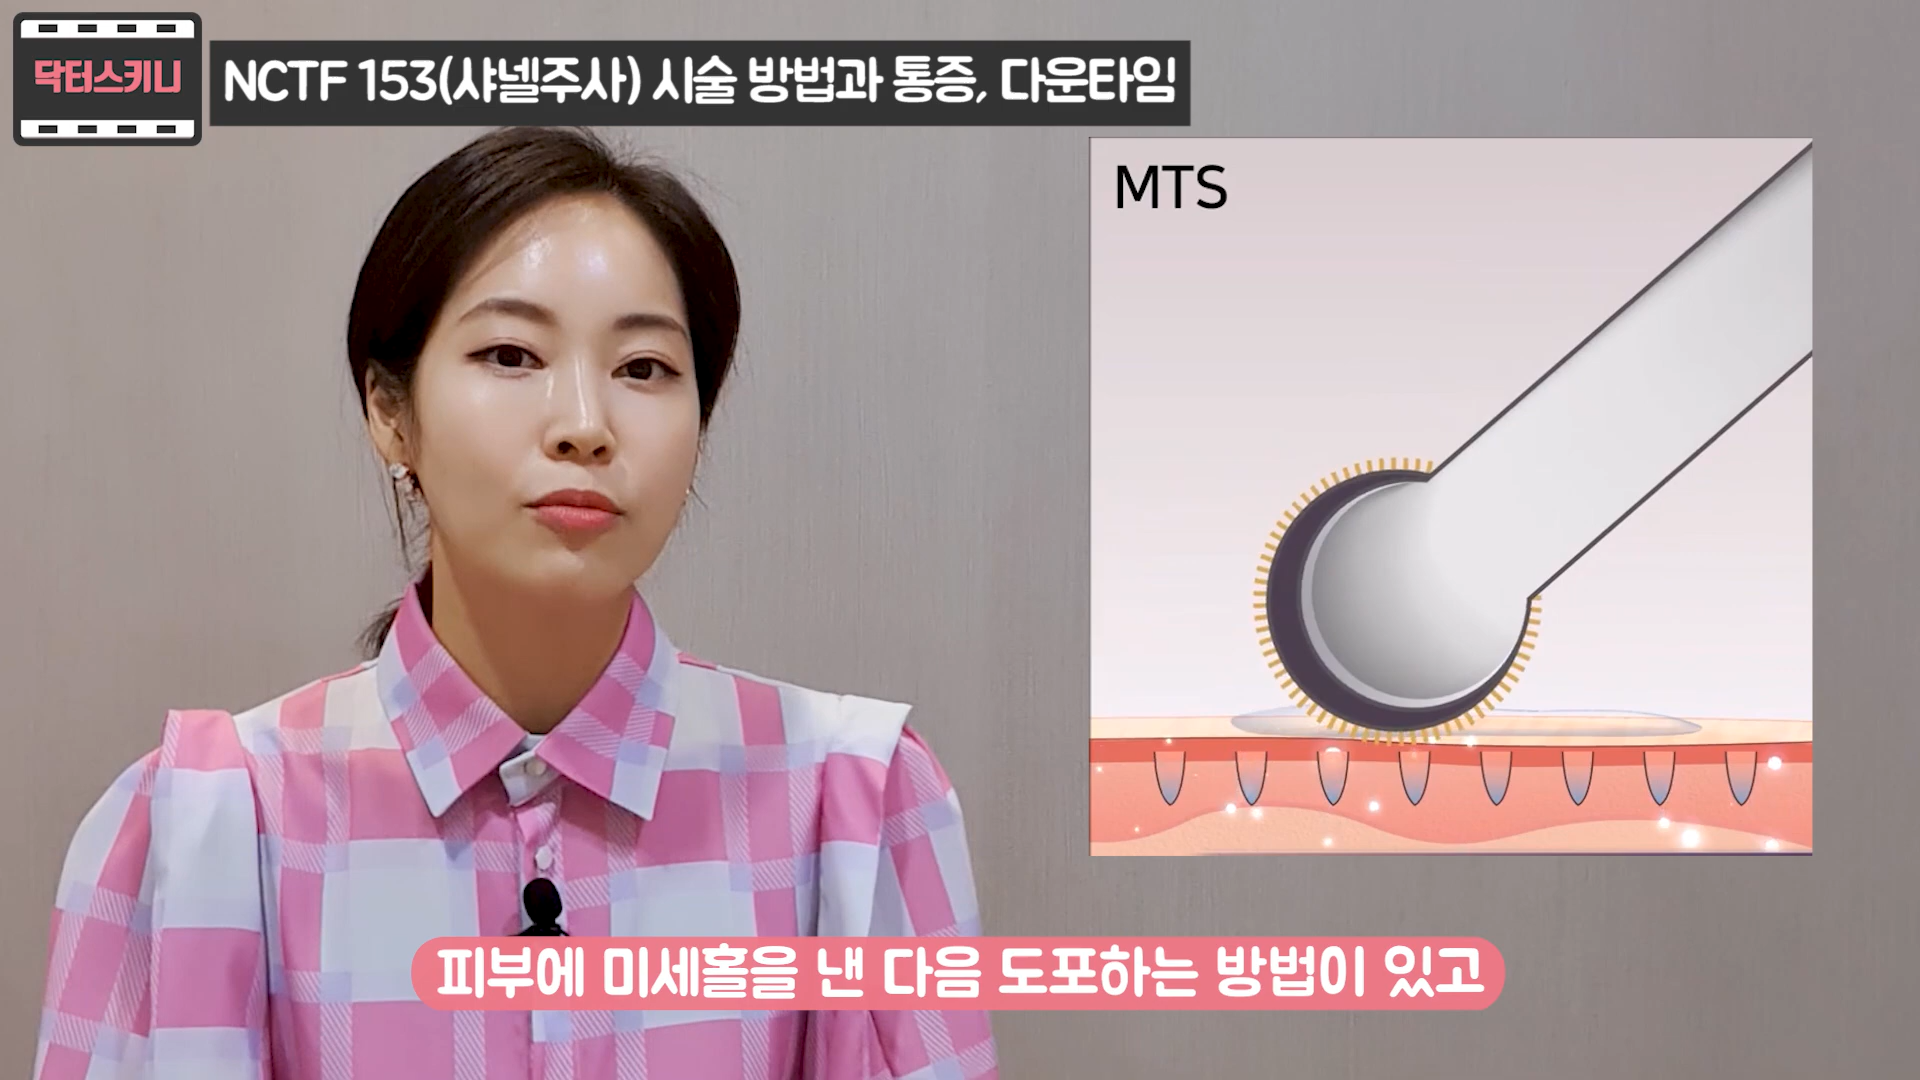 닥터스키니
NCTF 153(샤넬주사) 시술 방법과 통증, 다운타임
MTS
피부에 미세홀을 낸 다음 도포하는 방법이 있고